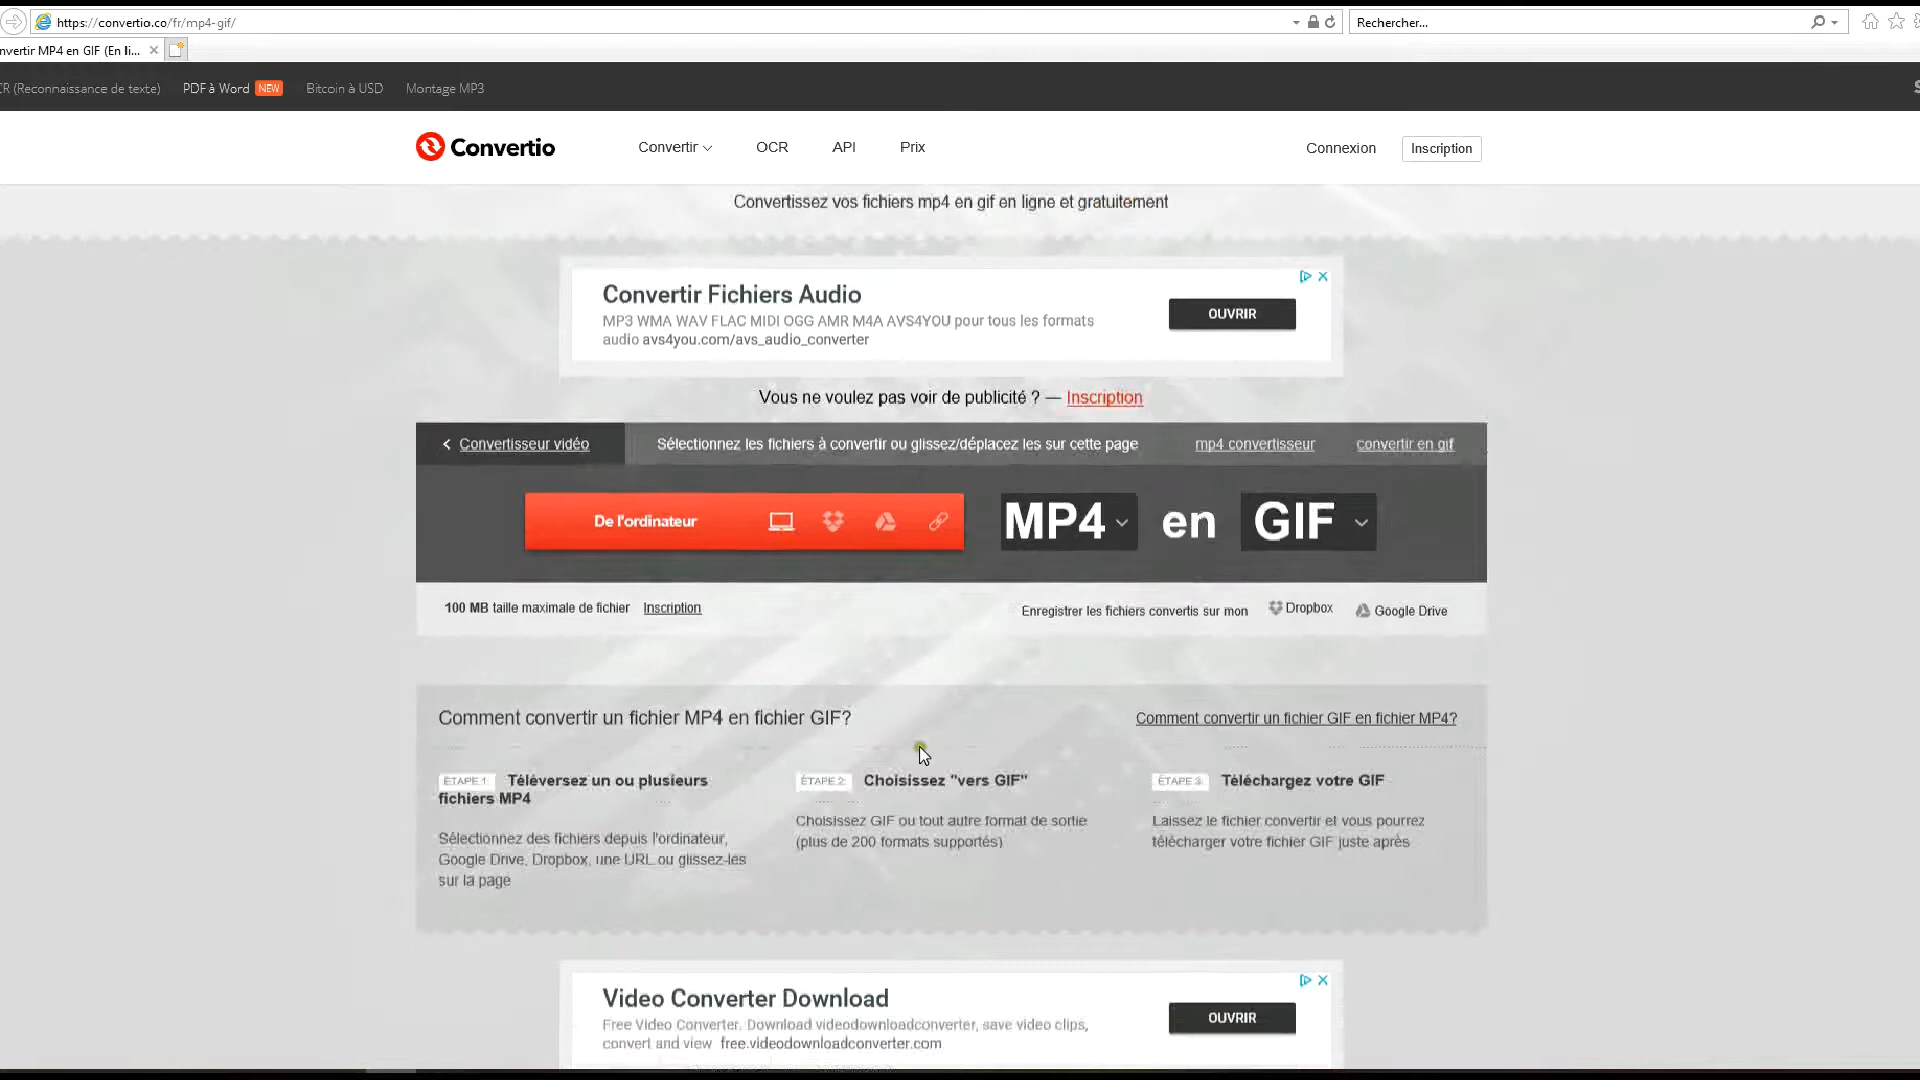 https://convertio.co/fr/mp4-gif/
Rechercher...
nvertir MP4 en GIF (En li...
CR (Reconnaissance de texte) PDF à Word NEW Bitcoin à USD Montage MP3
Convertio Convertir OCR API Prix Connexion Inscription
Convertissez vos fichiers mp4 en gif en ligne et gratuitement
Convertir Fichiers Audio
MP3 WMA WAV FLAC MIDI OGG AMR M4A AVS4YOU pour tous les formats
audio avs4you.com/avs_audio_converter
OUVRIR
Vous ne voulez pas voir de publicité ? — Inscription
Convertisseur vidéo Sélectionnez les fichiers à convertir ou glissez/déplacez les sur cette page mp4 convertisseur convertir en gif
De l'ordinateur MP4 en GIF
100 MB taille maximale de fichier Inscription Enregistrer les fichiers convertis sur mon Dropbox Google Drive
Comment convertir un fichier MP4 en fichier GIF? Comment convertir un fichier GIF en fichier MP4?
ÉTAPE 1: Téléversez un ou plusieurs
fichiers MP4
Sélectionnez des fichiers depuis l'ordinateur,
Google Drive, Dropbox, une URL ou glissez-les
sur la page
ÉTAPE 2: Choisissez "vers GIF"
Choisissez GIF ou tout autre format de sortie
(plus de 200 formats supportés)
ÉTAPE 3: Téléchargez votre GIF
Laissez le fichier convertir et vous pourrez
télécharger votre fichier GIF juste après
Video Converter Download
Free Video Converter. Download videodownloadconverter, save video clips,
convert and view free.videodownloadconverter.com
OUVRIR